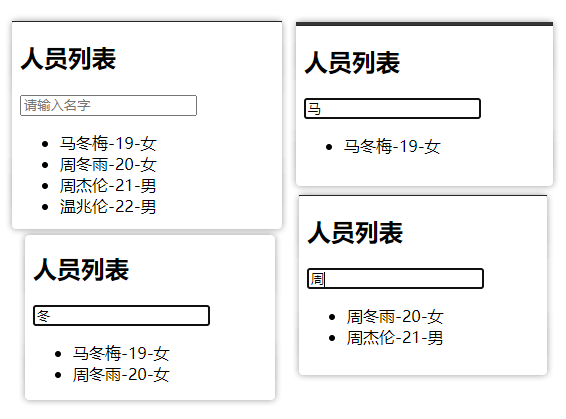 人员列表
请输入名字
马冬梅-19-女
周冬雨-20-女
周杰伦-21-男
温兆伦-22-男
人员列表
马
马冬梅-19-女
人员列表
冬
马冬梅-19-女
周冬雨-20-女
人员列表
周
周冬雨-20-女
周杰伦-21-男